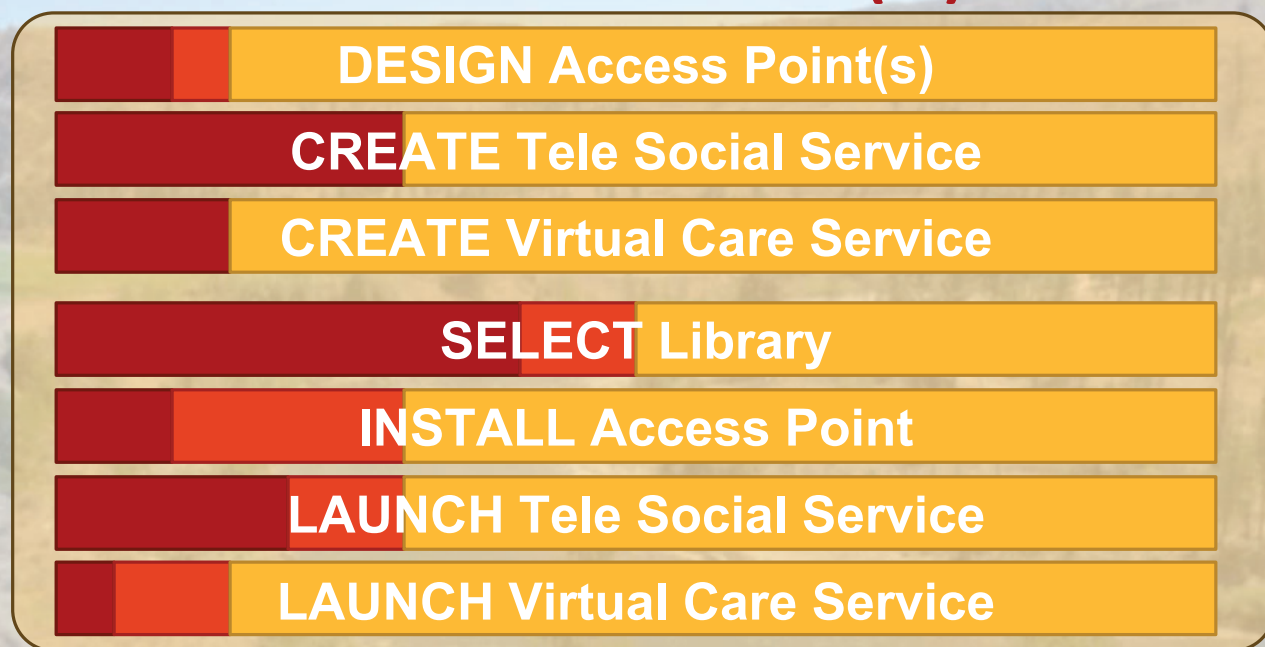 DESIGN Access Point(s)
CREATE Tele Social Service
CREATE Virtual Care Service
SELECT Library
INSTALL Access Point
LAUNCH Tele Social Service
LAUNCH Virtual Care Service